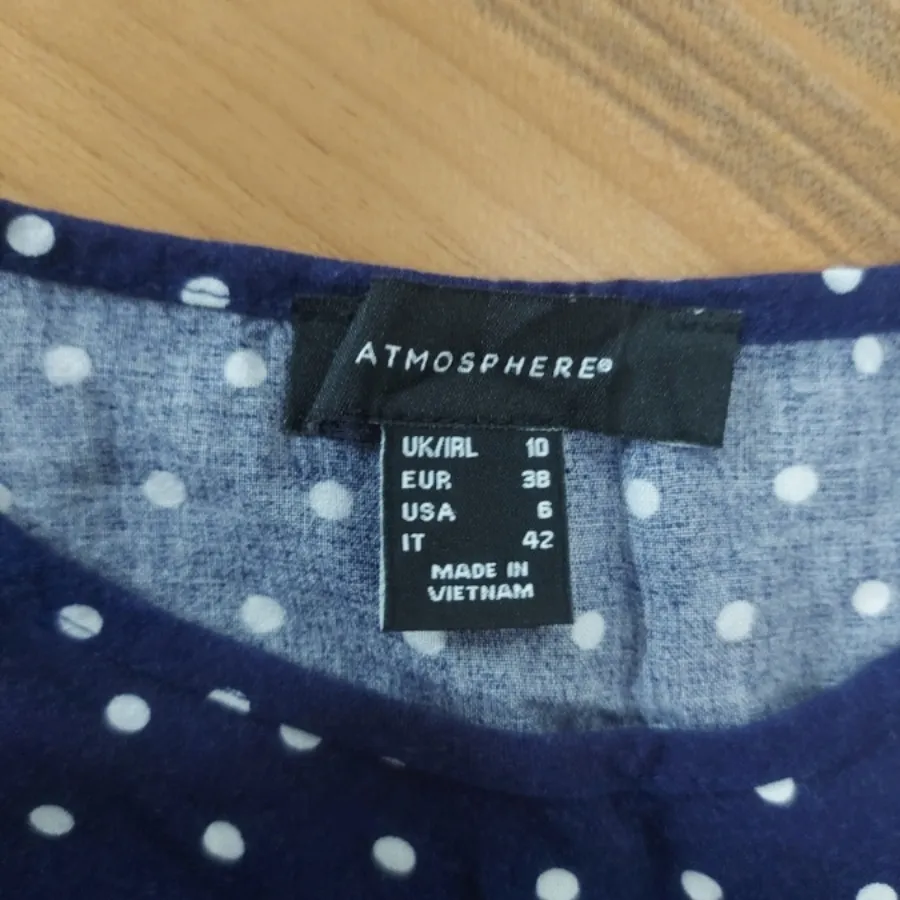 ATMOSPHERE®
UK/IRL 10
EUR 38
USA 6
IT 42
MADE IN
VIETNAM